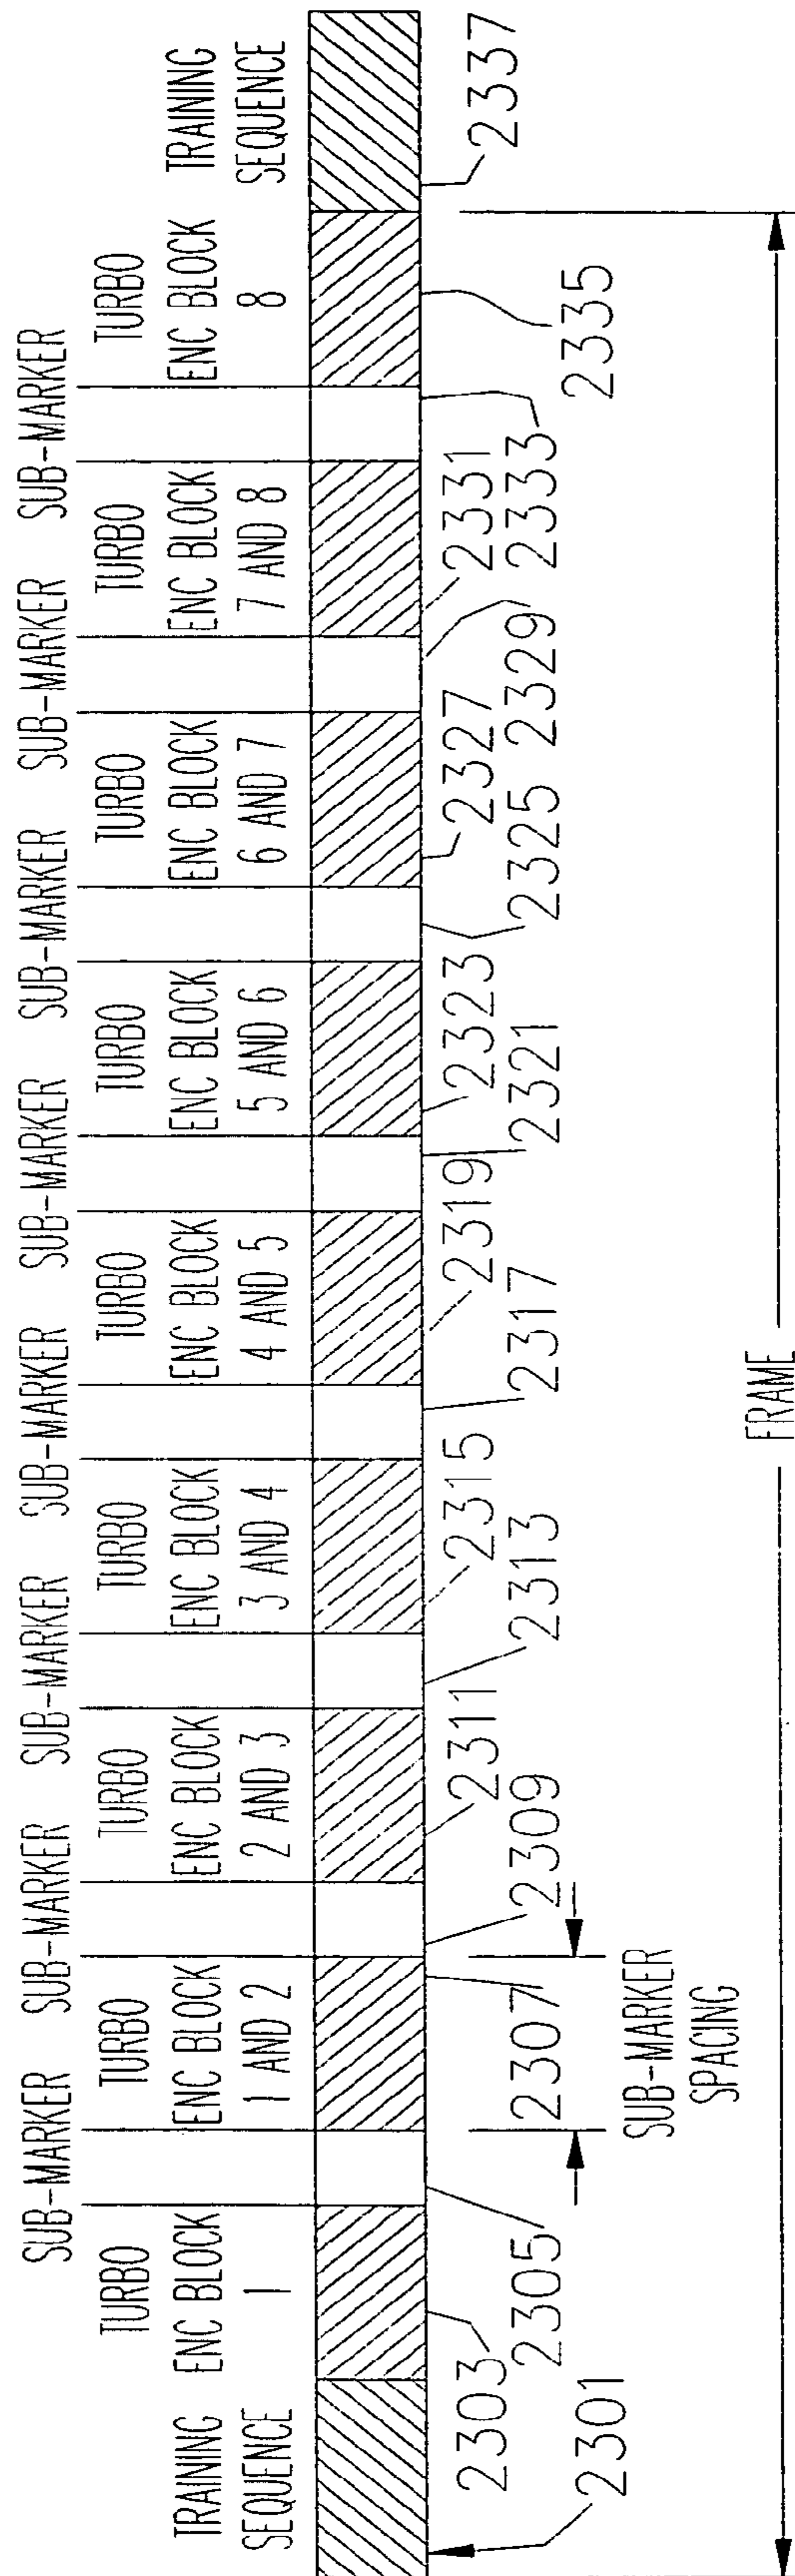 TRAINING
SEQUENCE
TURBO
ENC BLOCK
1
SUB-MARKER
TURBO
ENC BLOCK
1 AND 2
SUB-MARKER
TURBO
ENC BLOCK
2 AND 3
SUB-MARKER
TURBO
ENC BLOCK
3 AND 4
SUB-MARKER
TURBO
ENC BLOCK
4 AND 5
SUB-MARKER
TURBO
ENC BLOCK
5 AND 6
SUB-MARKER
TURBO
ENC BLOCK
6 AND 7
SUB-MARKER
TURBO
ENC BLOCK
7 AND 8
SUB-MARKER
TURBO
ENC BLOCK
8
TRAINING
SEQUENCE
2301
2303
2305
2307
2309
2311
2313
2315
2317
2319
2321
2323
2325
2327
2329
2331
2333
2335
2337
SUB-MARKER
SPACING
FRAME